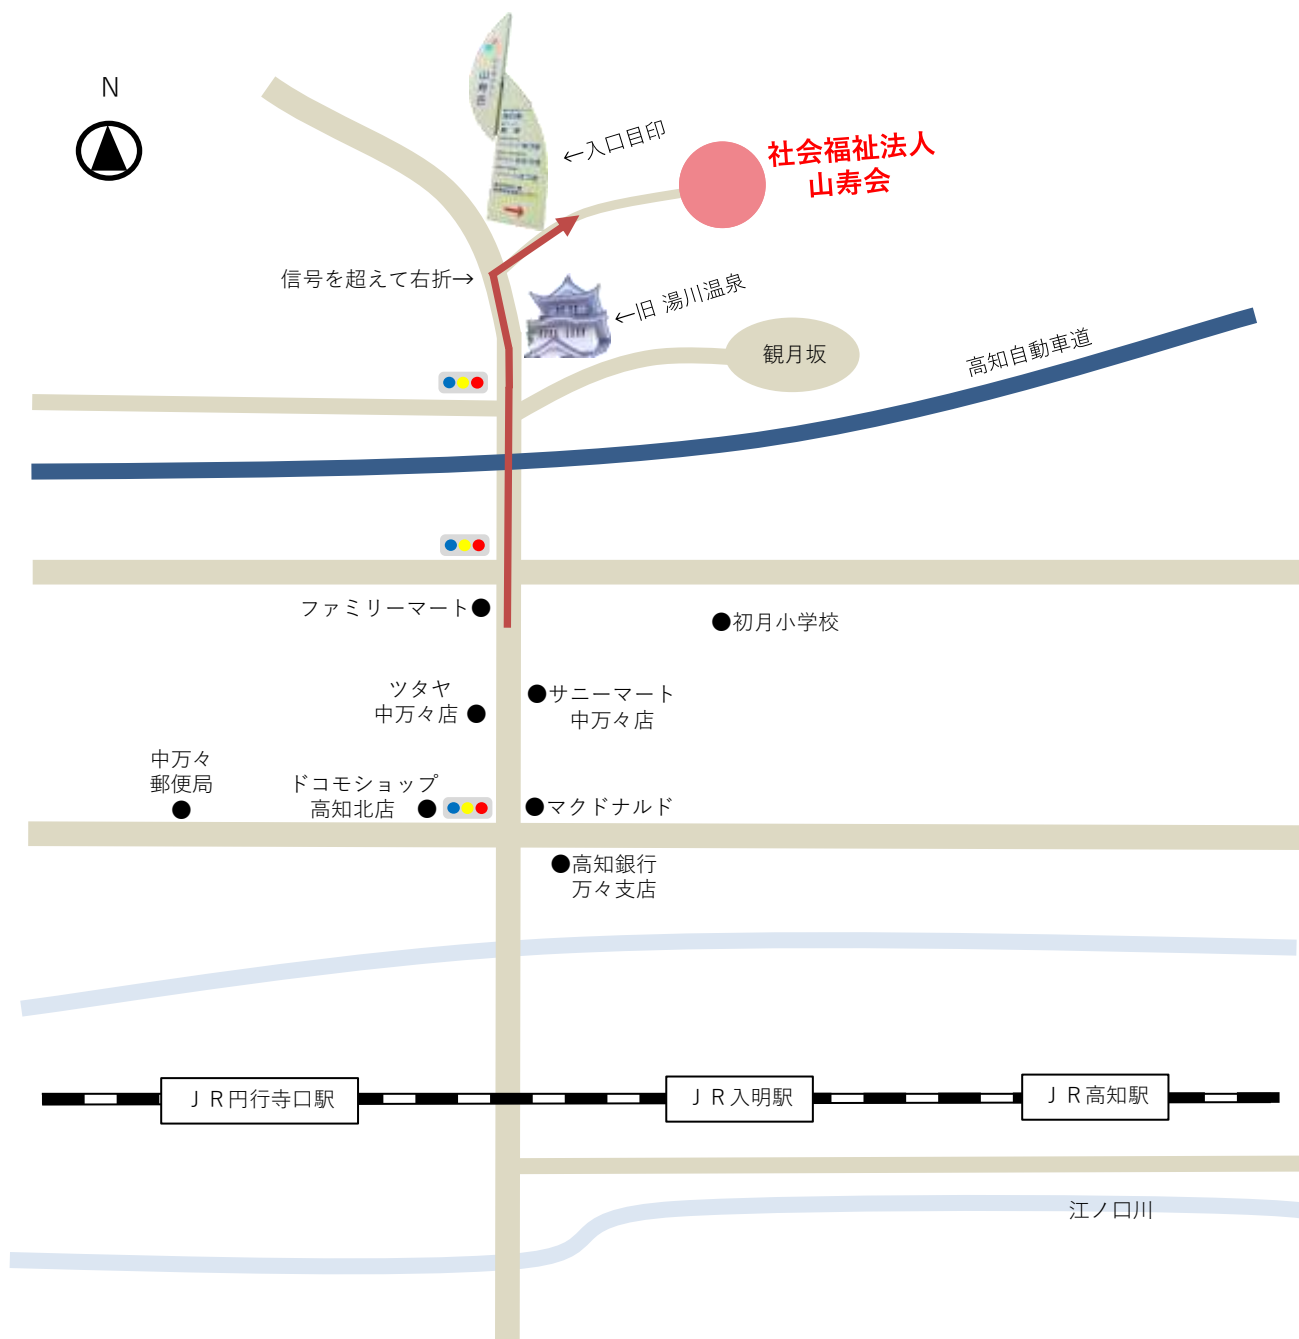 N
←入口目印
社会福祉法人
山寿会
信号を超えて右折→
←旧 湯川温泉
観月坂
高知自動車道
ファミリーマート
初月小学校
ツタヤ
中万々店
サニーマート
中万々店
中万々
郵便局
ドコモショップ
高知北店
マクドナルド
高知銀行
万々支店
ＪＲ円行寺口駅
ＪＲ入明駅
ＪＲ高知駅
江ノ口川